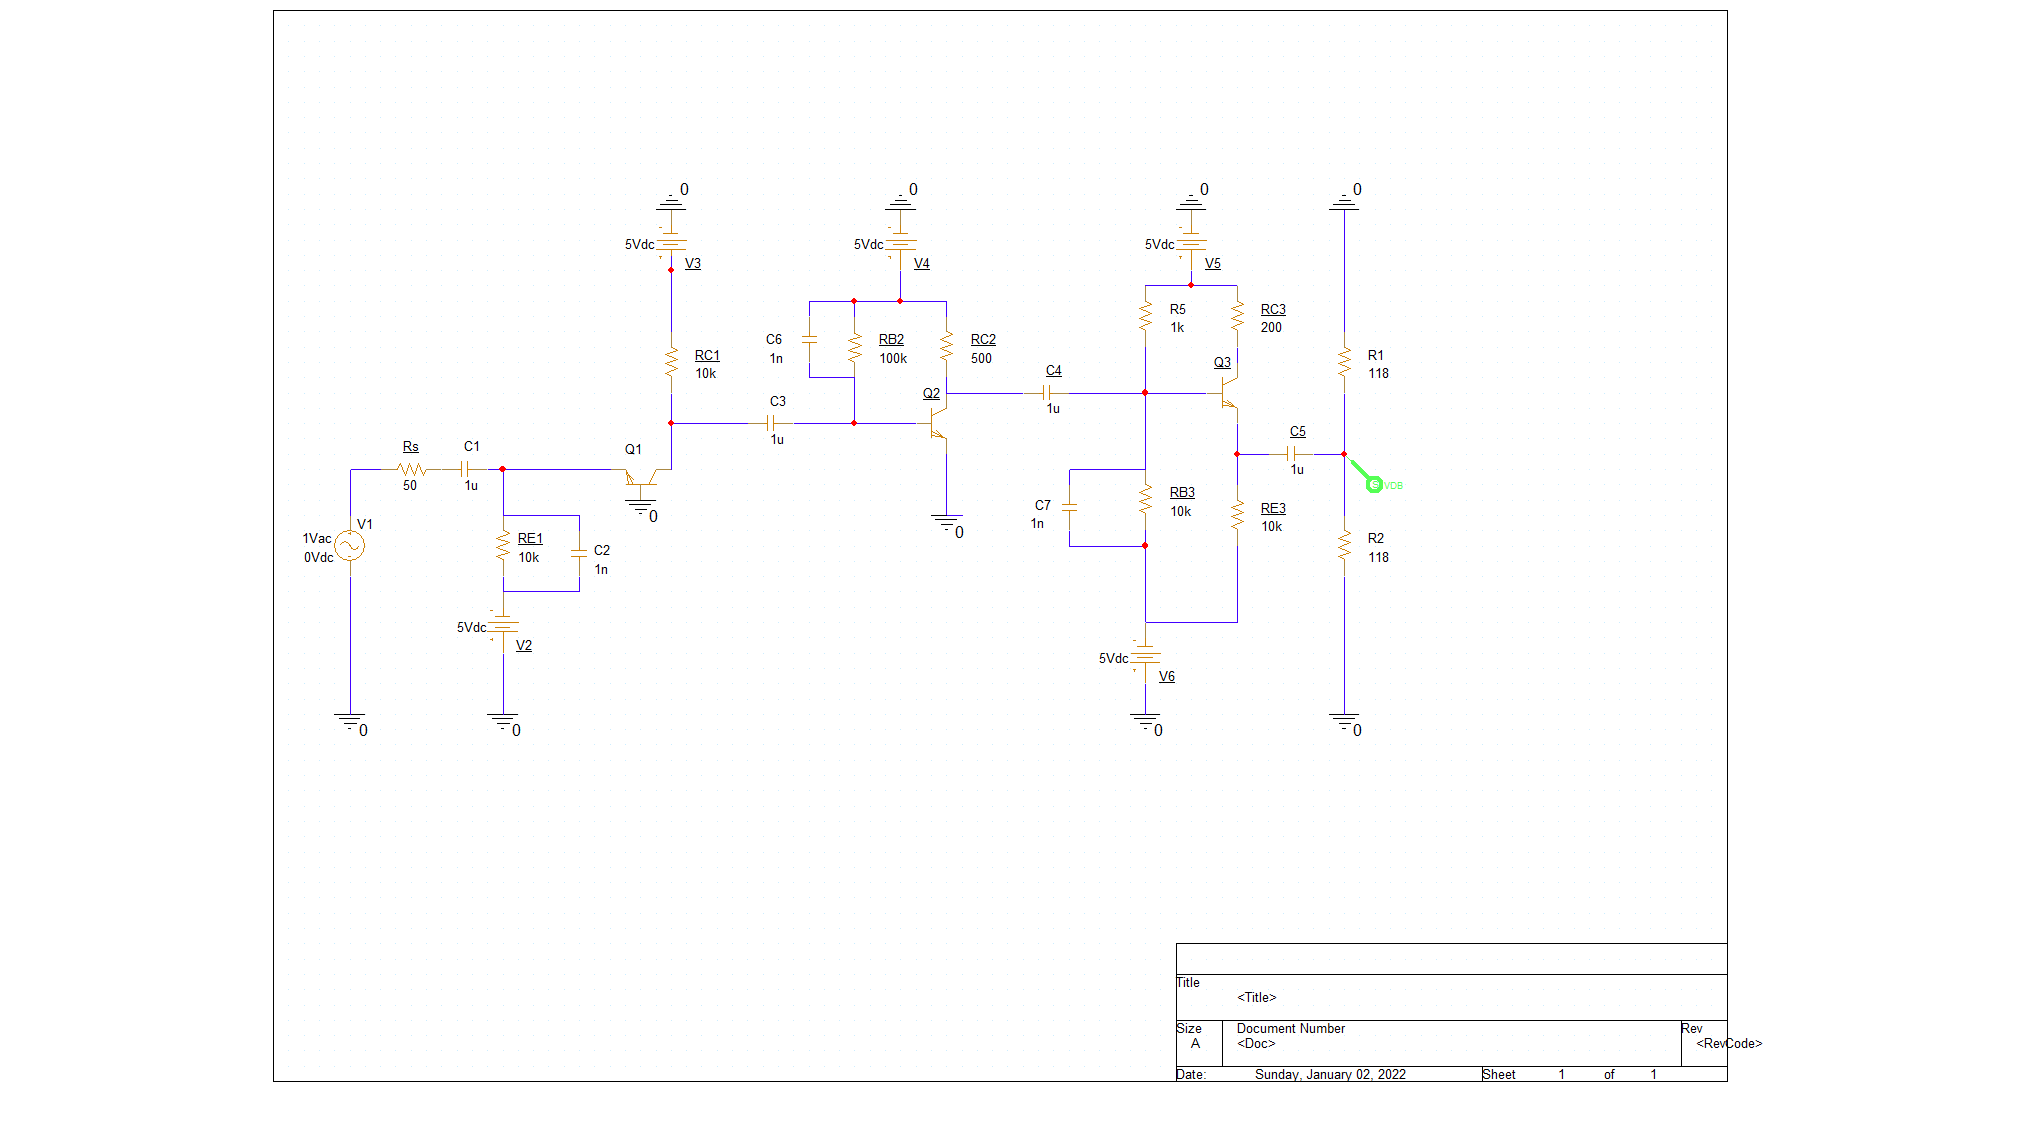 0
0
0
0
5Vdc
V3
5Vdc
V4
5Vdc
V5
C6
1n
RB2
100k
RC2
500
R5
1k
RC3
200
RC1
10k
Q3
R1
118
C4
1u
Q2
C3
1u
C5
1u
Rs
50
C1
1u
Q1
0
VDB
C7
1n
RB3
10k
RE3
10k
V1
1Vac
0Vdc
RE1
10k
C2
1n
0
R2
118
5Vdc
V2
5Vdc
V6
0
0
0
0
Title
<Title>
Size
A
Document Number
<Doc>
Rev
<RevCode>
Date:
Sunday, January 02, 2022
Sheet
1
of
1